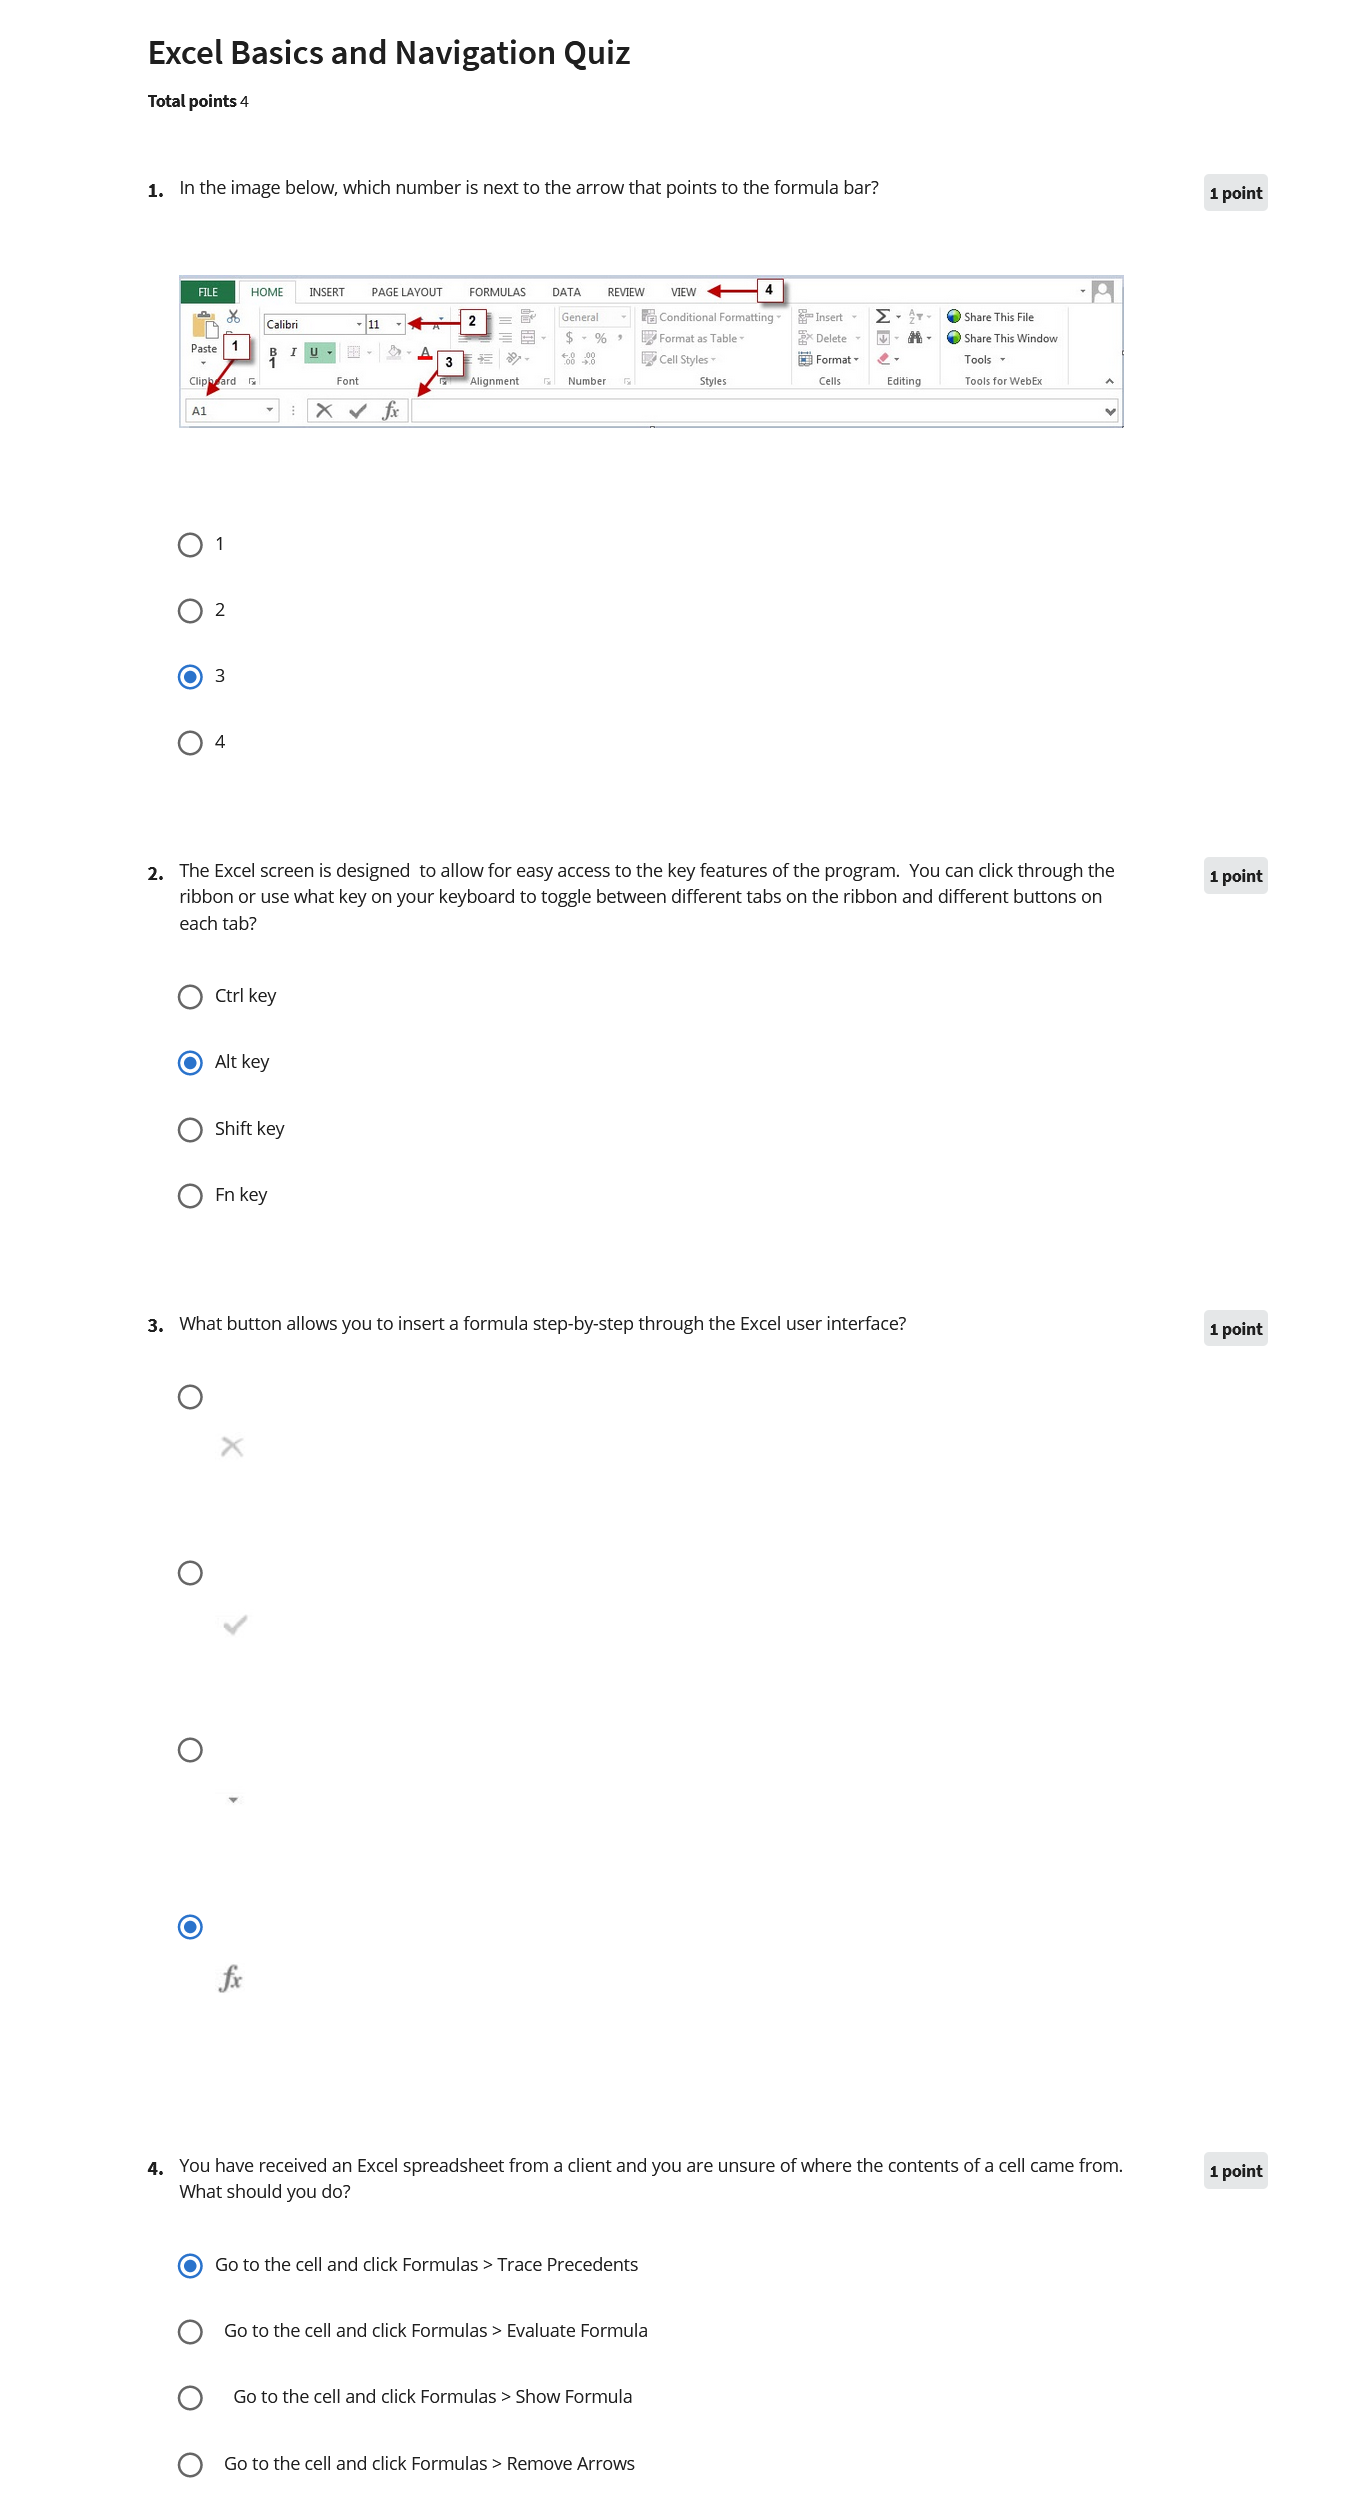 Excel Basics and Navigation Quiz
Total points 4
1. In the image below, which number is next to the arrow that points to the formula bar?
1 point
FILE HOME INSERT PAGE LAYOUT FORMULAS DATA REVIEW VIEW 4
Calibri 11 2 General Conditional Formatting Insert Σ Share This File
Paste 1 B I U A 3 $ % , Format as Table Delete Share This Window
Cell Styles Format Tools
Font Alignment Number Styles Cells Editing Tools for WebEx
A1 fx
1
2
3
4
2. The Excel screen is designed  to allow for easy access to the key features of the program.  You can click through the
1 point
ribbon or use what key on your keyboard to toggle between different tabs on the ribbon and different buttons on
each tab?
Ctrl key
Alt key
Shift key
Fn key
3. What button allows you to insert a formula step-by-step through the Excel user interface?
1 point
fx
4. You have received an Excel spreadsheet from a client and you are unsure of where the contents of a cell came from.
1 point
What should you do?
Go to the cell and click Formulas > Trace Precedents
Go to the cell and click Formulas > Evaluate Formula
Go to the cell and click Formulas > Show Formula
Go to the cell and click Formulas > Remove Arrows